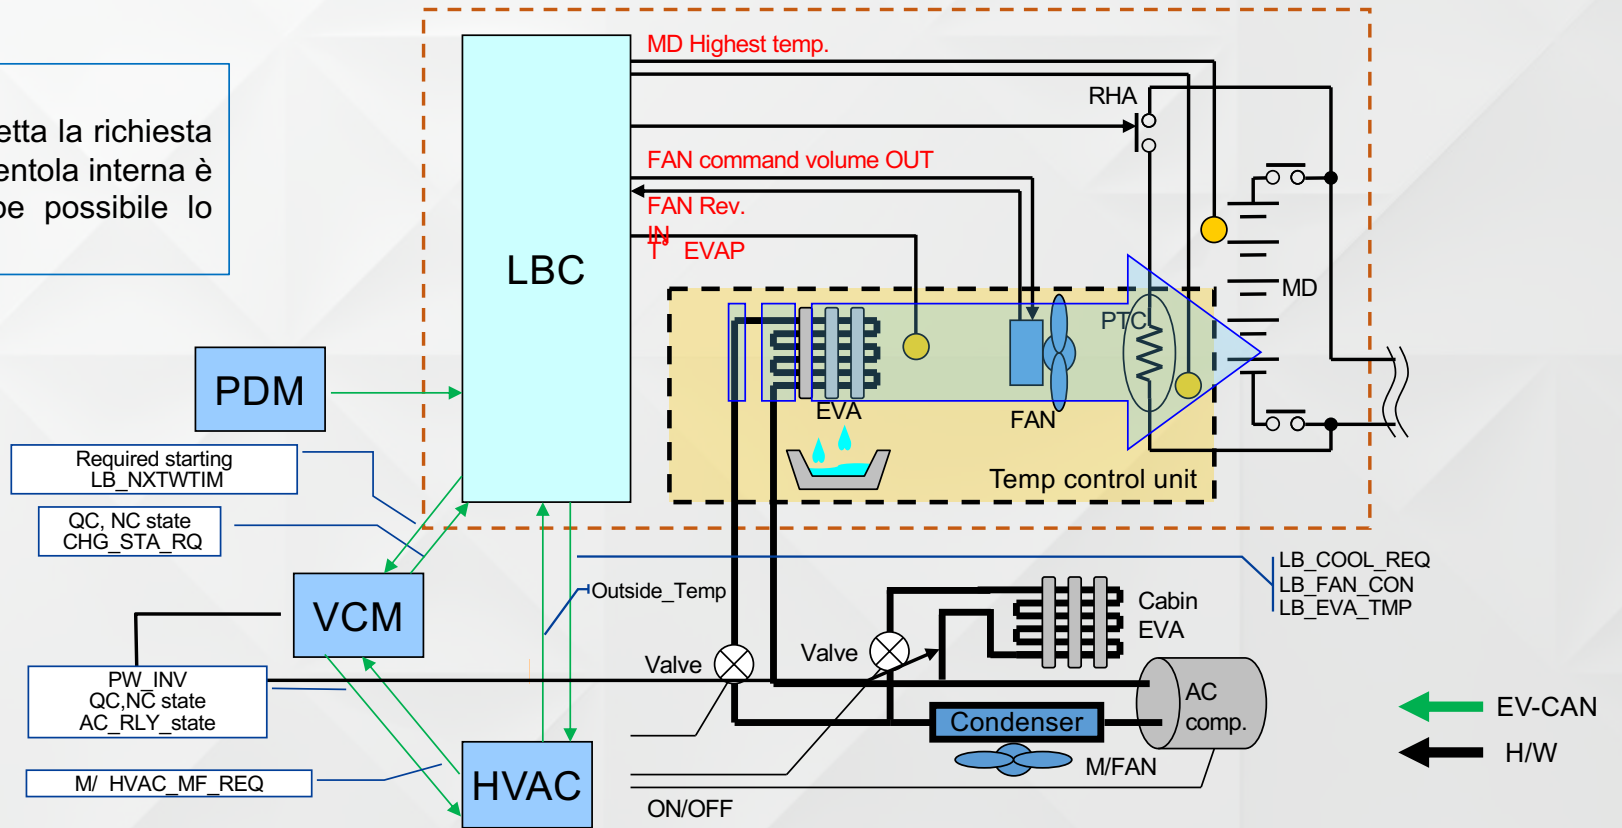 MD Highest temp.
etta la richiesta
entola interna è
be possibile lo
RHA
FAN command volume OUT
FAN Rev.
IN
T° EVAP
LBC
MD
PTC
EVA
FAN
Temp control unit
PDM
Required starting
LB_NXTWTIM
QC, NC state
CHG_STA_RQ
VCM
Outside_Temp
LB_COOL_REQ
LB_FAN_CON
LB_EVA_TMP
Cabin
EVA
Valve
Valve
PW_INV
QC,NC state
AC_RLY_state
AC
comp.
Condenser
EV-CAN
H/W
M/FAN
M/ HVAC_MF_REQ
HVAC
ON/OFF